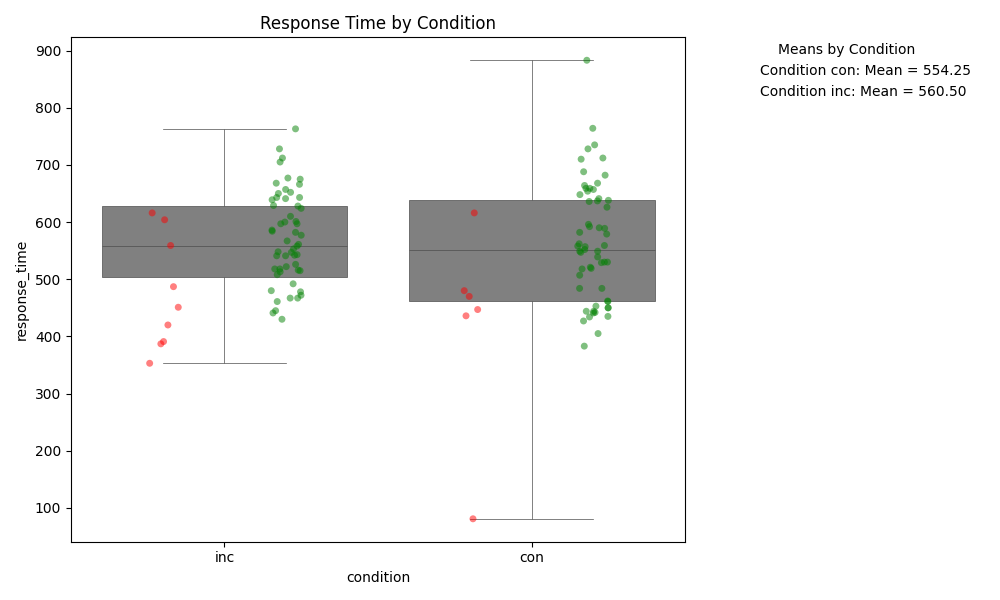 Response Time by Condition
Means by Condition
Condition con: Mean = 554.25
Condition inc: Mean = 560.50
900
800
700
600
500
400
300
200
100
response_time
inc con
condition